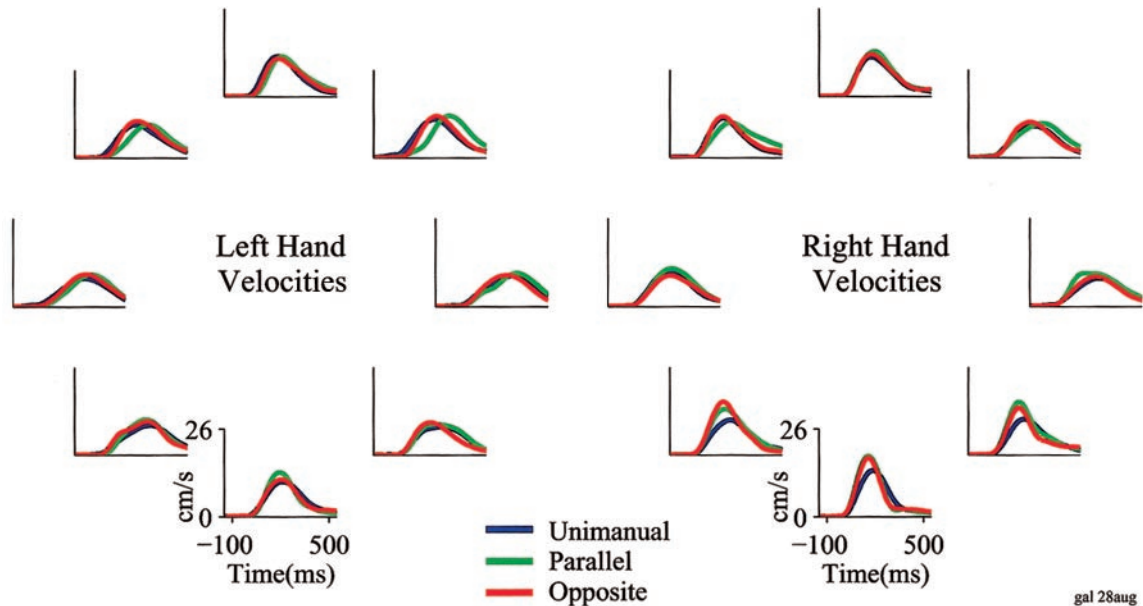 Left Hand
Velocities
Right Hand
Velocities
26
cm/s
0
−100 500
Time(ms)
26
cm/s
0
−100 500
Time(ms)
Unimanual
Parallel
Opposite
gal 28aug